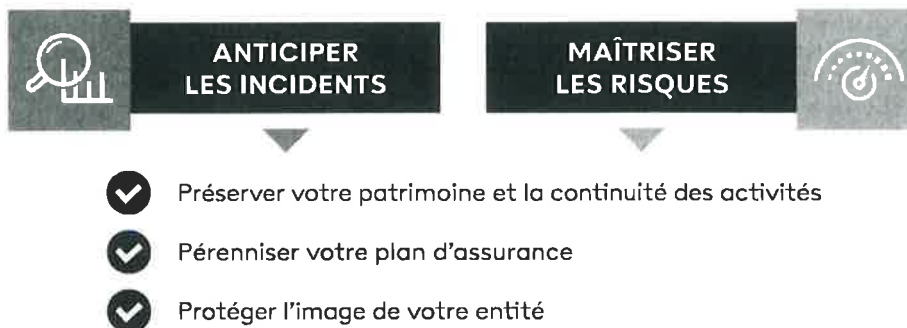 ANTICIPER
LES INCIDENTS
MAÎTRISER
LES RISQUES
Préserver votre patrimoine et la continuité des activités
Pérenniser votre plan d'assurance
Protéger l'image de votre entité